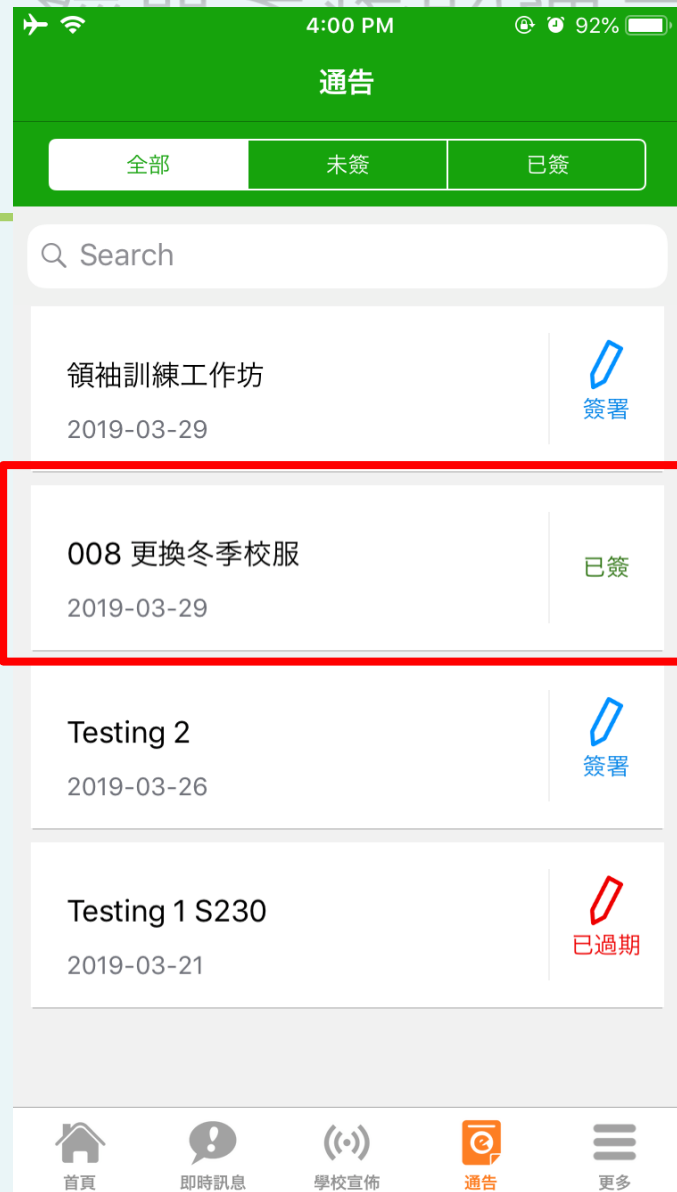 4:00 PM
92%
通告
全部
未簽
已簽
Search
領袖訓練工作坊
2019-03-29
簽署
008 更換冬季校服
2019-03-29
已簽
Testing 2
2019-03-26
簽署
Testing 1 S230
2019-03-21
已過期
首頁
即時訊息
學校宣佈
通告
更多